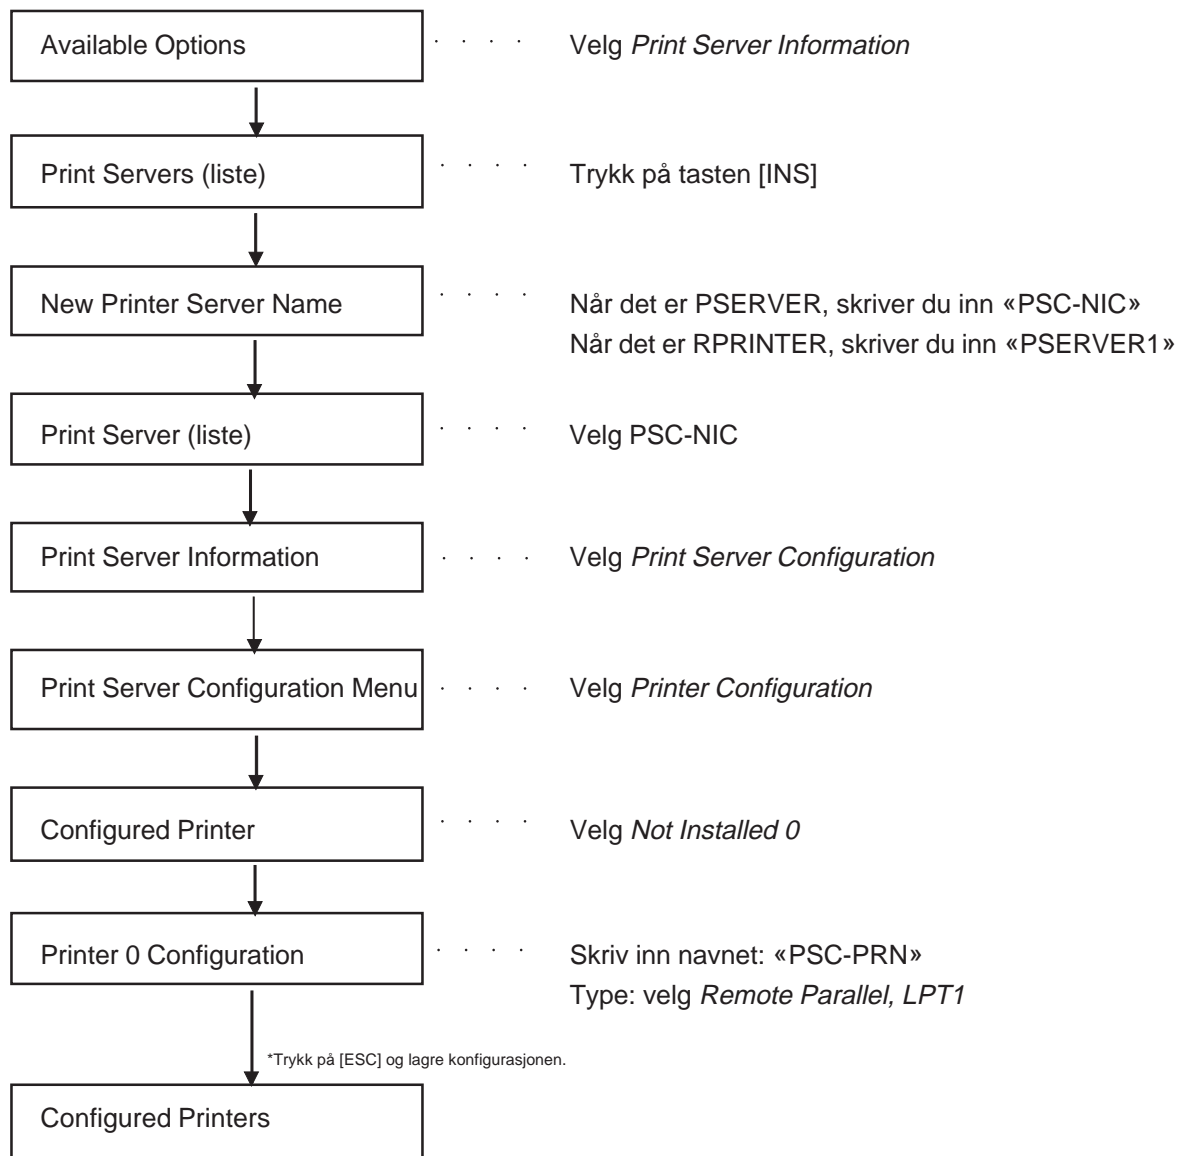 Available Options
Velg Print Server Information
Print Servers (liste)
Trykk på tasten [INS]
New Printer Server Name
Når det er PSERVER, skriver du inn «PSC-NIC»
Når det er RPRINTER, skriver du inn «PSERVER1»
Print Server (liste)
Velg PSC-NIC
Print Server Information
Velg Print Server Configuration
Print Server Configuration Menu
Velg Printer Configuration
Configured Printer
Velg Not Installed 0
Printer 0 Configuration
Skriv inn navnet: «PSC-PRN»
Type: velg Remote Parallel, LPT1
*Trykk på [ESC] og lagre konfigurasjonen.
Configured Printers